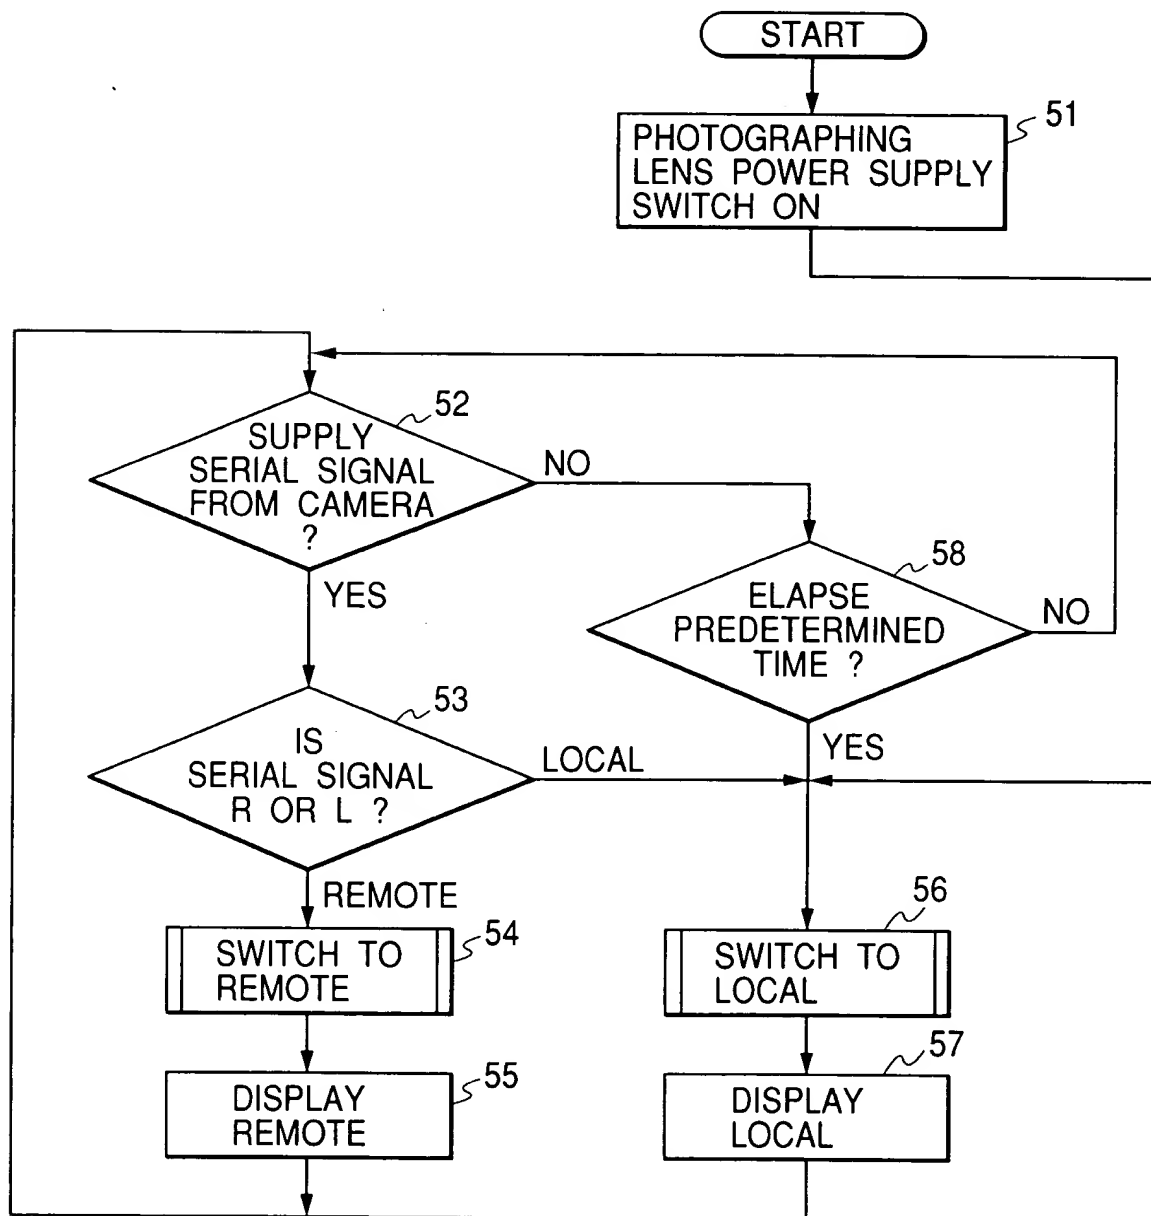 START
51
PHOTOGRAPHING
LENS POWER SUPPLY
SWITCH ON
52
SUPPLY
SERIAL SIGNAL
FROM CAMERA
?
NO
YES
58
ELAPSE
PREDETERMINED
TIME ?
NO
YES
53
IS
SERIAL SIGNAL
R OR L ?
LOCAL
REMOTE
54
SWITCH TO
REMOTE
56
SWITCH TO
LOCAL
55
DISPLAY
REMOTE
57
DISPLAY
LOCAL